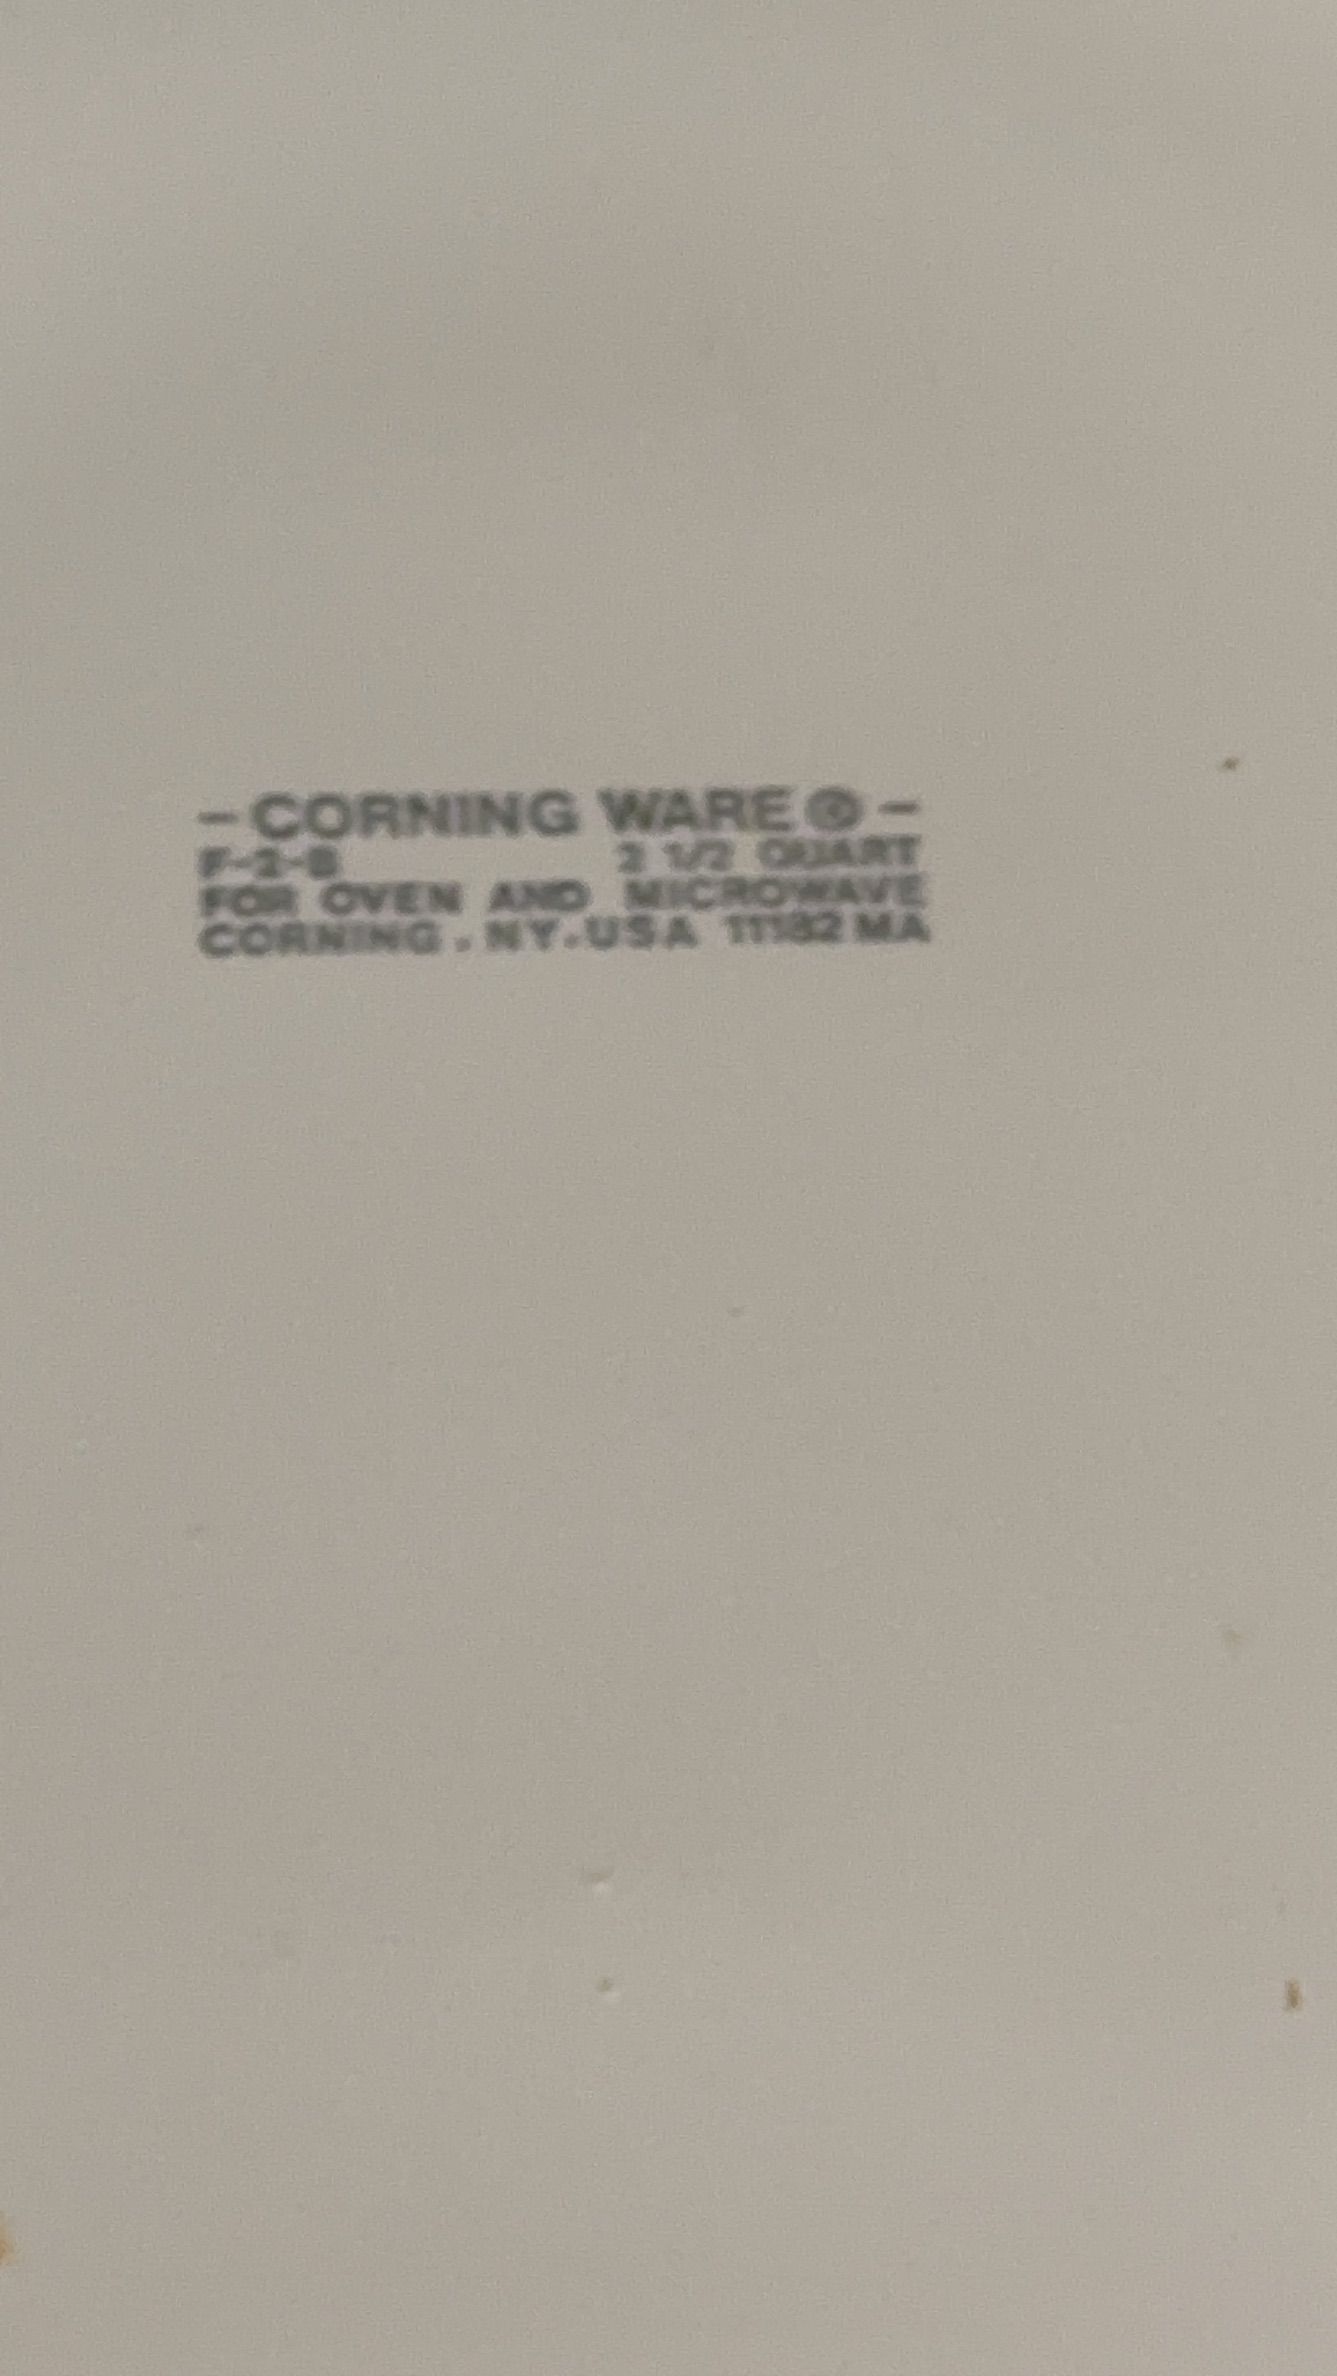 -CORNING WARE®-
F-2-B 2 1/2 QUART
FOR OVEN AND MICROWAVE
CORNING . NY.USA 11182 MA